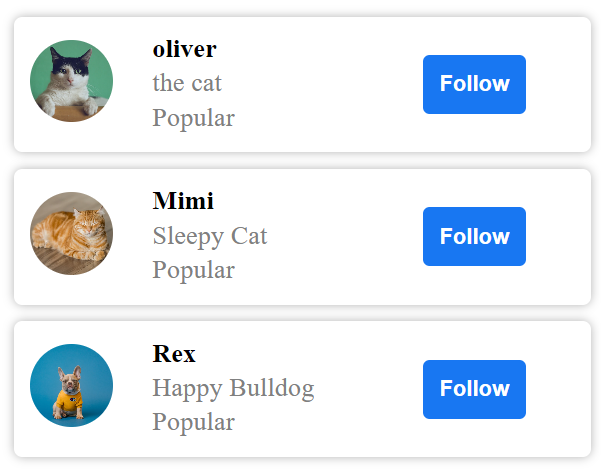 oliver
the cat
Popular
Follow
Mimi
Sleepy Cat
Popular
Follow
Rex
Happy Bulldog
Popular
Follow